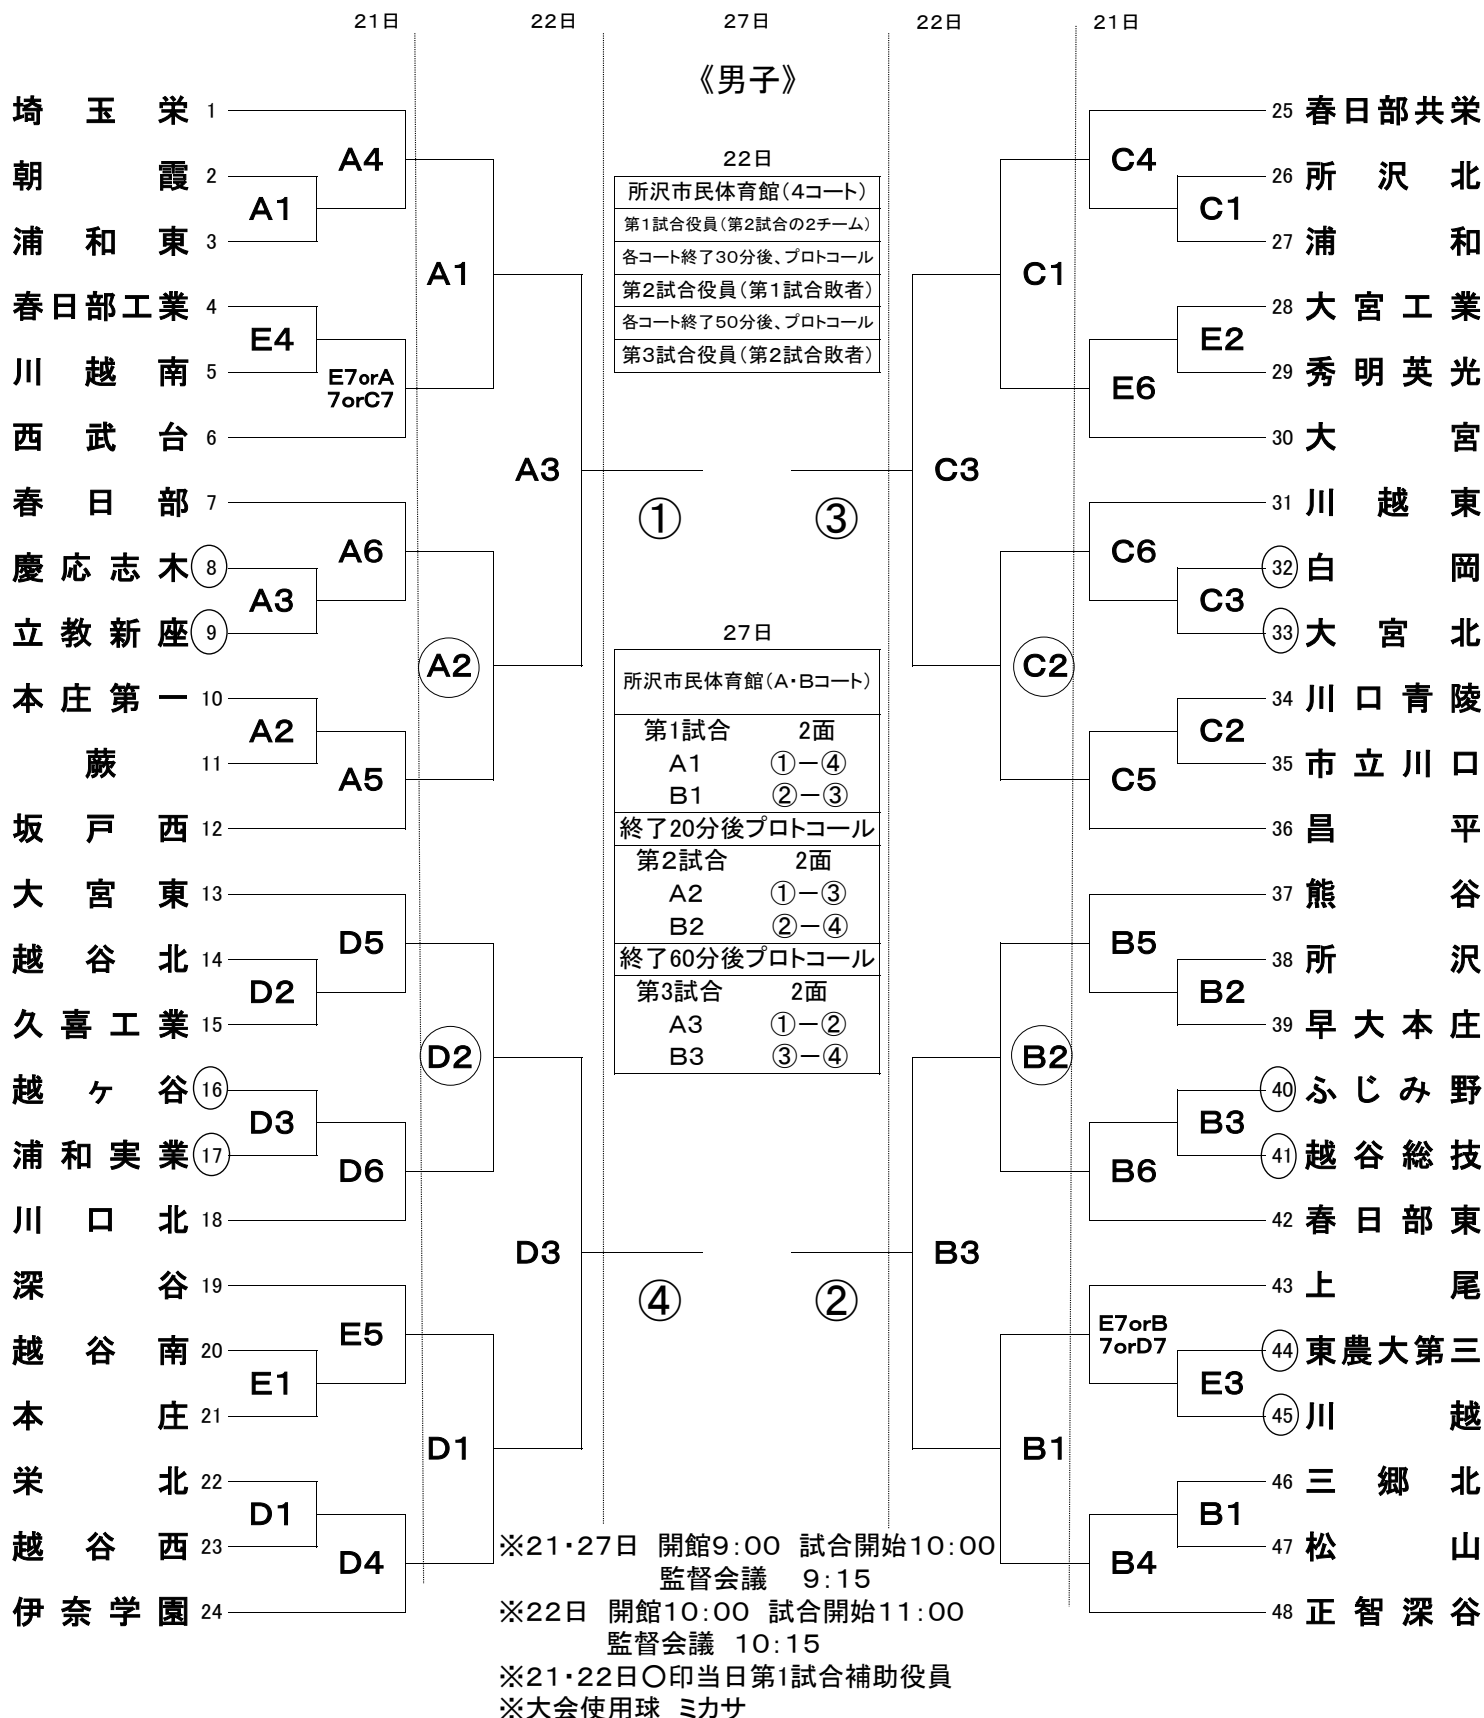 21日 22日 27日 22日 21日
《男子》
埼玉栄 1
A4
朝霞 2
A1
浦和東 3
A1
春日部工業 4
E4
川越南 5
E7orA
7orC7
西武台 6
A3
春日部 7
A6
慶応志木 8
A3
立教新座 9
A2
本庄第一 10
A2
蕨 11
A5
坂戸西 12
大宮東 13
D5
越谷北 14
D2
久喜工業 15
D2
越ヶ谷 16
D3
浦和実業 17
D6
川口北 18
D3
深谷 19
E5
越谷南 20
E1
本庄 21
D1
栄北 22
D1
越谷西 23
D4
伊奈学園 24
①
④
22日
所沢市民体育館(4コート)
第1試合役員(第2試合の2チーム)
各コート終了30分後、プロトコール
第2試合役員(第1試合敗者)
各コート終了50分後、プロトコール
第3試合役員(第2試合敗者)
27日
所沢市民体育館(A・Bコート)
第1試合 2面
A1 ①-④
B1 ②-③
終了20分後プロトコール
第2試合 2面
A2 ①-③
B2 ②-④
終了60分後プロトコール
第3試合 2面
A3 ①-②
B3 ③-④
③
②
25 春日部共栄
C4
26 所沢北
C1
27 浦和
C1
28 大宮工業
E2
29 秀明英光
E6
30 大宮
C3
31 川越東
C6
32 白岡
C3
33 大宮北
C2
34 川口青陵
C2
35 市立川口
C5
36 昌平
37 熊谷
B5
38 所沢
B2
39 早大本庄
B2
40 ふじみ野
B3
41 越谷総技
B6
42 春日部東
B3
43 上尾
E7orB
7orD7
44 東農大第三
E3
45 川越
B1
46 三郷北
B1
47 松山
B4
48 正智深谷
※21・27日 開館9:00 試合開始10:00
監督会議 9:15
※22日 開館10:00 試合開始11:00
監督会議 10:15
※21・22日〇印当日第1試合補助役員
※大会使用球 ミカサ